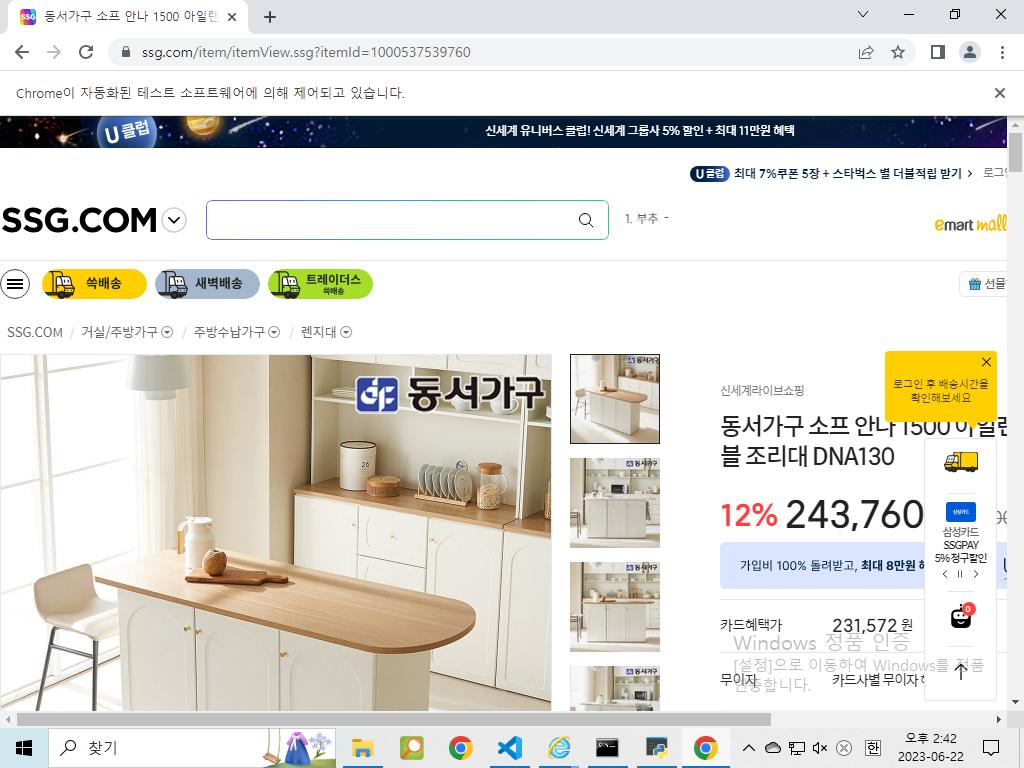 동서가구 소프 안나 1500 아일랜
ssg.com/item/itemView.ssg?itemId=1000537539760
Chrome이 자동화된 테스트 소프트웨어에 의해 제어되고 있습니다.
U 클럽
신세계 유니버스 클럽! 신세계 그룹사 5% 할인 + 최대 11만원 혜택
U 클럽 최대 7%쿠폰 5장 + 스타벅스 별 더블적립 받기 > 로그인
SSG.COM
1. 부추 -
emart mall
쓱배송
새벽배송
트레이더스
쓱배송
선물
SSG.COM / 거실/주방가구 / 주방수납가구 / 렌지대
동서가구
26
신세계라이브쇼핑
로그인 후 배송시간을
확인해보세요
동서가구 소프 안나 1500 아일랜
블 조리대 DNA130
12% 243,760
가입비 100% 돌려받고, 최대 8만원
삼성카드
삼성카드
SSGPAY
5% 청구할인
0
카드혜택가 231,572 원
무이자 카드사별 무이자
Windows 정품 인증
[설정]으로 이동하여 Windows를 정품
인증합니다.
찾기
한
오후 2:42
2023-06-22